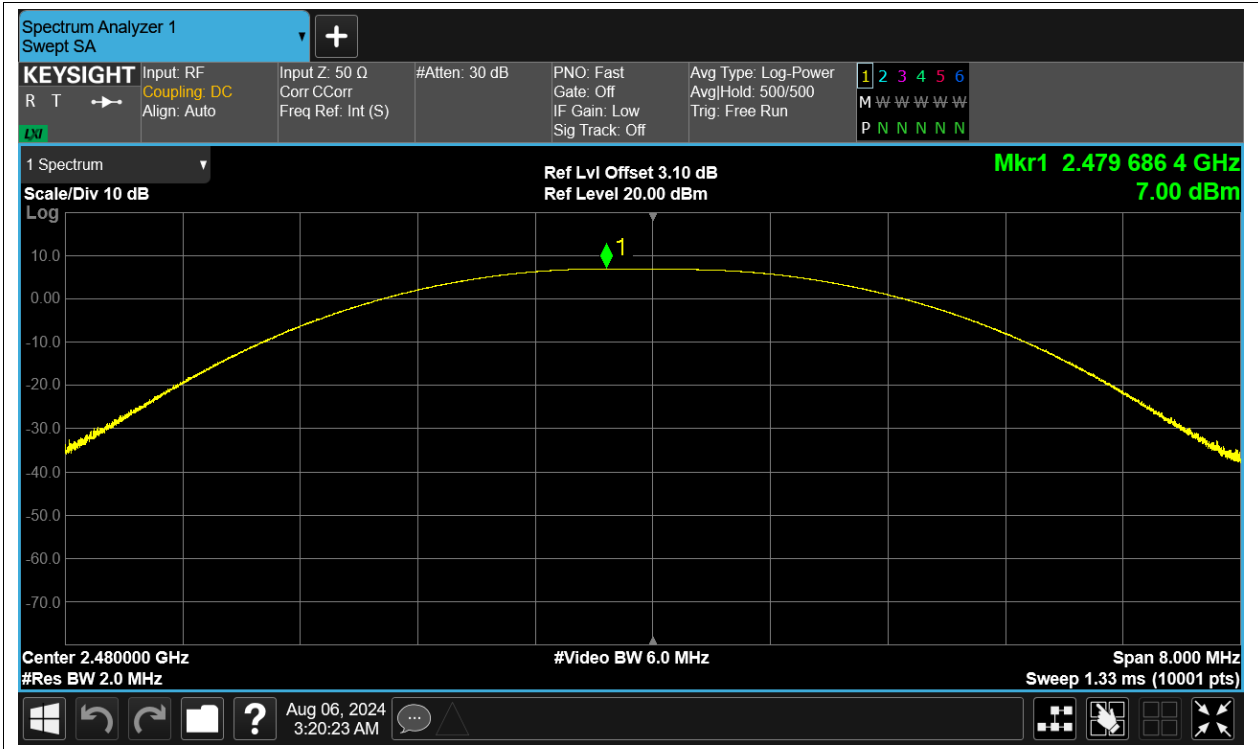 Spectrum Analyzer 1
Swept SA
KEYSIGHT
R T
LXI
Input: RF
Coupling: DC
Align: Auto
Input Z: 50 Ω
Corr CCorr
Freq Ref: Int (S)
#Atten: 30 dB
PNO: Fast
Gate: Off
IF Gain: Low
Sig Track: Off
Avg Type: Log-Power
Avg|Hold: 500/500
Trig: Free Run
1 2 3 4 5 6
M W W W W W
P N N N N N
1 Spectrum
Scale/Div 10 dB
Log
Ref Lvl Offset 3.10 dB
Ref Level 20.00 dBm
Mkr1 2.479 686 4 GHz
7.00 dBm
1
10.0
0.00
-10.0
-20.0
-30.0
-40.0
-50.0
-60.0
-70.0
Center 2.480000 GHz
#Video BW 6.0 MHz
Span 8.000 MHz
#Res BW 2.0 MHz
Sweep 1.33 ms (10001 pts)
?
Aug 06, 2024
3:20:23 AM